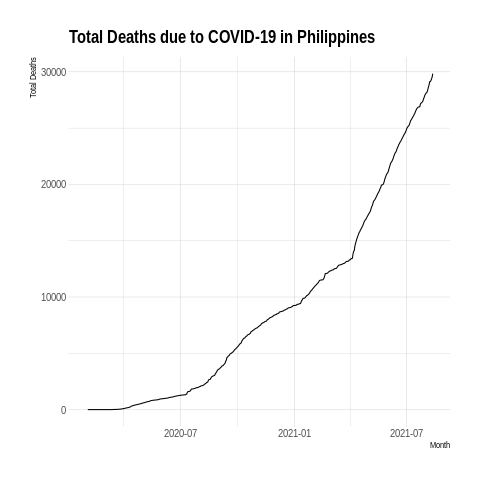 Total Deaths due to COVID-19 in Philippines
Total Deaths
30000
20000
10000
0
2020-07 2021-01 2021-07
Month